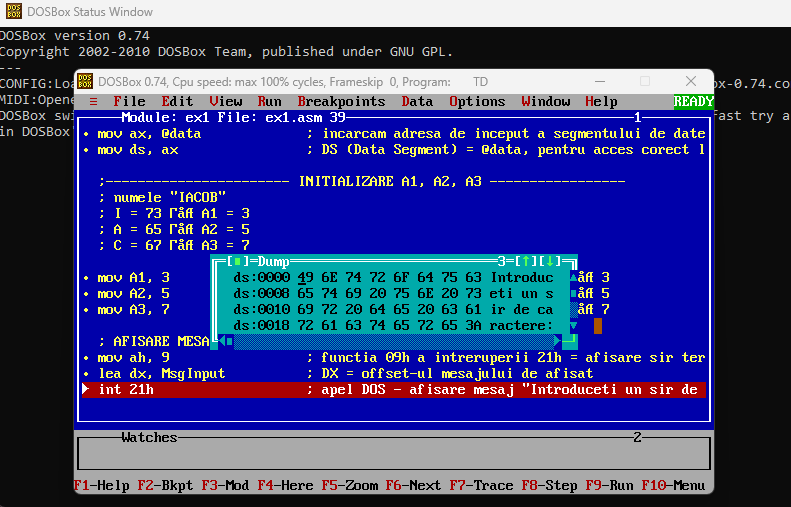 DOSBox Status Window
DOSBox version 0.74
Copyright 2002-2010 DOSBox Team, published under GNU GPL.
---
CONFIG:Loa
box-0.74.co
MIDI:Opene
DOSBox swi
Fast try a
in DOSBox
DOSBox 0.74, Cpu speed: max 100% cycles, Frameskip 0, Program: TD
≡ File Edit View Run Breakpoints Data Options Window Help READY
Module: ex1 File: ex1.asm 39 1
• mov ax, @data ; incarcam adresa de inceput a segmentului de date
• mov ds, ax ; DS (Data Segment) = @data, pentru acces corect l
;----------------------- INITIALIZARE A1, A2, A3 -----------------
; numele "IACOB"
; I = 73 Γåƒ A1 = 3
; A = 65 Γåƒ A2 = 5
; C = 67 Γåƒ A3 = 7
• mov A1, 3 åƒ 3
• mov A2, 5 åƒ 5
• mov A3, 7 åƒ 7
[■]=Dump 3=[↑][↓]
ds:0000 49 6E 74 72 6F 64 75 63 Introduc
ds:0008 65 74 69 20 75 6E 20 73 eti un s
ds:0010 69 72 20 64 65 20 63 61 ir de ca
ds:0018 72 61 63 74 65 72 65 3A ractere:
; AFISARE MESA
• mov ah, 9 ; functia 09h a intreruperii 21h = afisare sir ter
• lea dx, MsgInput ; DX = offset-ul mesajului de afisat
► int 21h ; apel DOS - afisare mesaj "Introduceti un sir de
Watches 2
F1-Help F2-Bkpt F3-Mod F4-Here F5-Zoom F6-Next F7-Trace F8-Step F9-Run F10-Menu